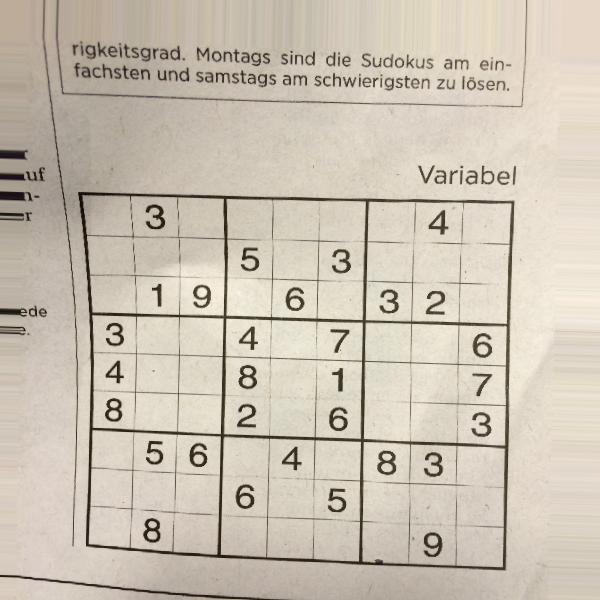 rigkeitsgrad. Montags sind die Sudokus am ein-
fachsten und samstags am schwierigsten zu lösen.
uf
n-
r
Variabel
3 4
5 3
ede
1 9 6 3 2
e.
3 4 7 6
4 8 1 7
8 2 6 3
5 6 4 8 3
6 5
8 9